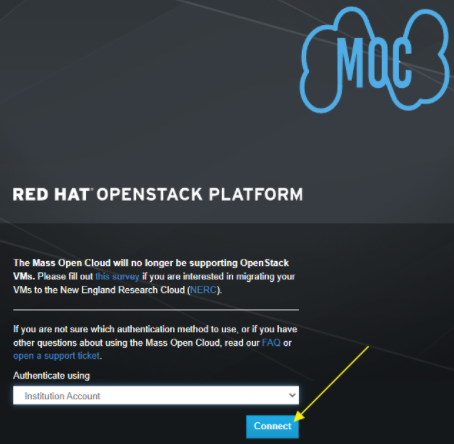 MOC
RED HAT® OPENSTACK PLATFORM
The Mass Open Cloud will no longer be supporting OpenStack
VMs. Please fill out this survey if you are interested in migrating your
VMs to the New England Research Cloud (NERC).
If you are not sure which authentication method to use, or if you have
other questions about using the Mass Open Cloud, read our FAQ or
open a support ticket.
Authenticate using
Institution Account
Connect